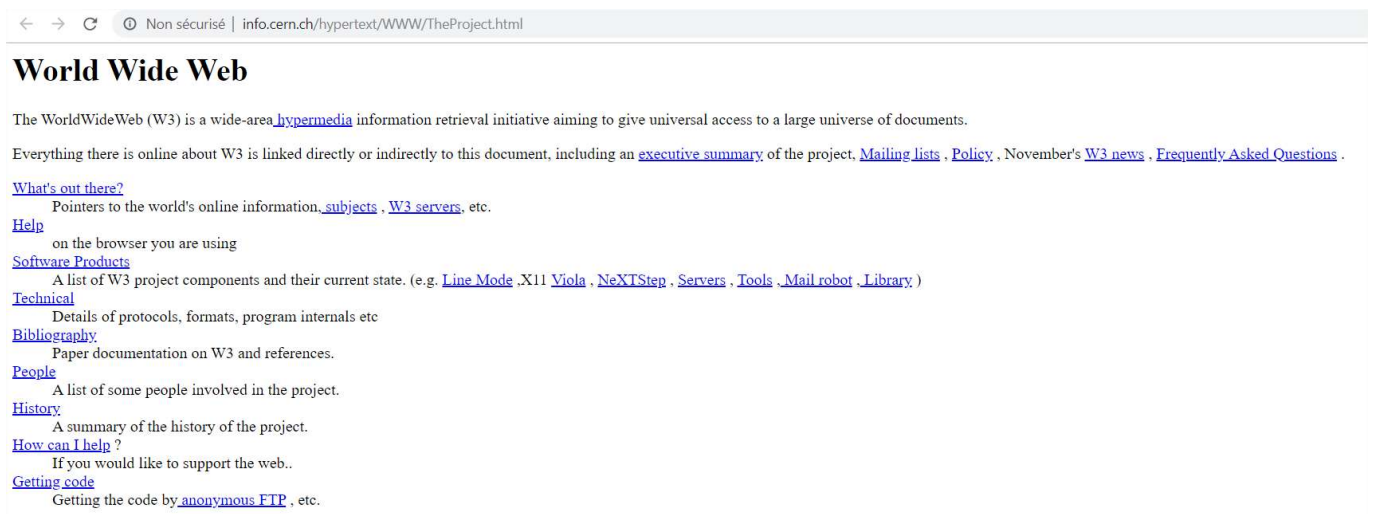 Non sécurisé | info.cern.ch/hypertext/WWW/TheProject.html
World Wide Web
The WorldWideWeb (W3) is a wide-area hypermedia information retrieval initiative aiming to give universal access to a large universe of documents.
Everything there is online about W3 is linked directly or indirectly to this document, including an executive summary of the project, Mailing lists , Policy , November's W3 news , Frequently Asked Questions .
What's out there?
Pointers to the world's online information, subjects , W3 servers, etc.
Help
on the browser you are using
Software Products
A list of W3 project components and their current state. (e.g. Line Mode ,X11 Viola , NeXTStep , Servers , Tools , Mail robot , Library )
Technical
Details of protocols, formats, program internals etc
Bibliography
Paper documentation on W3 and references.
People
A list of some people involved in the project.
History
A summary of the history of the project.
How can I help ?
If you would like to support the web..
Getting code
Getting the code by anonymous FTP , etc.